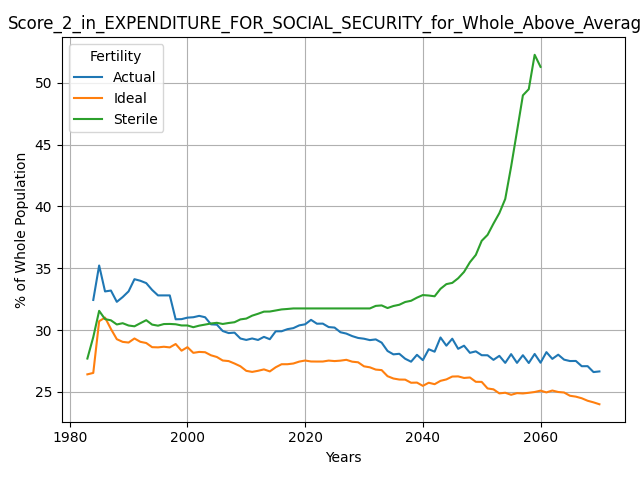 Score_2_in_EXPENDITURE_FOR_SOCIAL_SECURITY_for_Whole_Above_Averag
Fertility
Actual
Ideal
Sterile
% of Whole Population
50
45
40
35
30
25
1980
2000
2020
2040
2060
Years